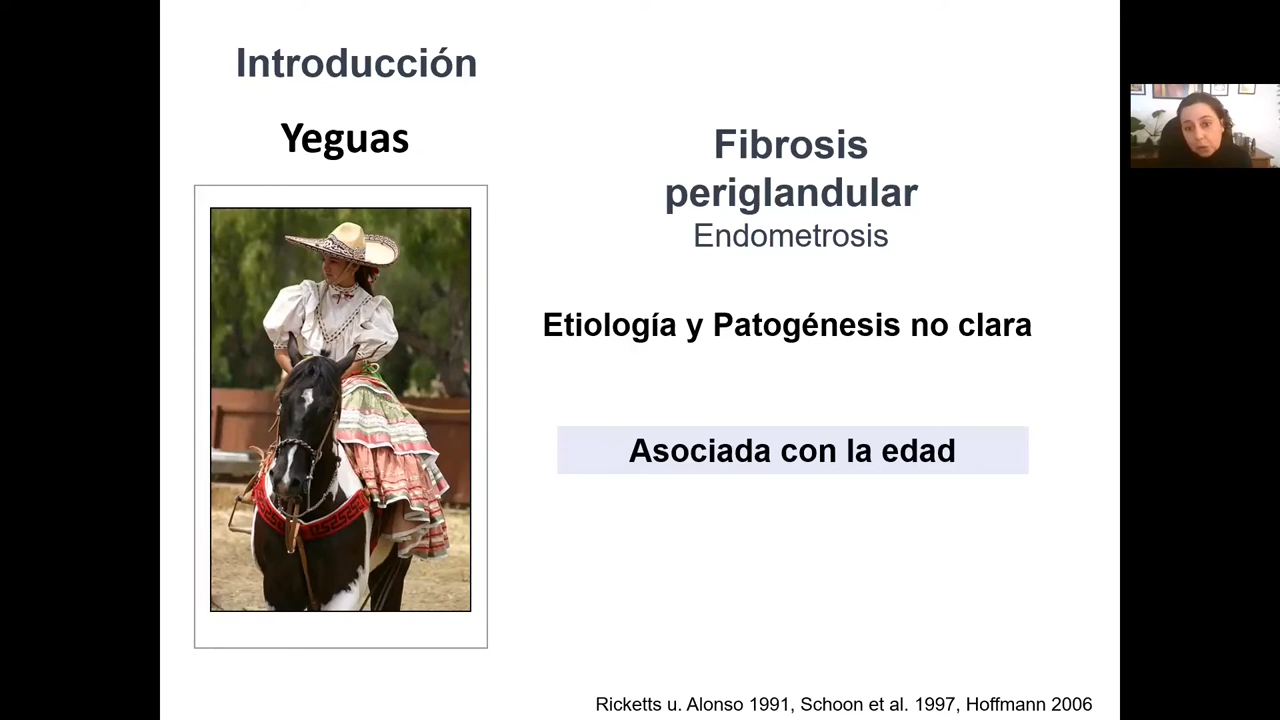 Introducción
Yeguas
Fibrosis
periglandular
Endometrosis
Etiología y Patogénesis no clara
Asociada con la edad
Ricketts u. Alonso 1991, Schoon et al. 1997, Hoffmann 2006